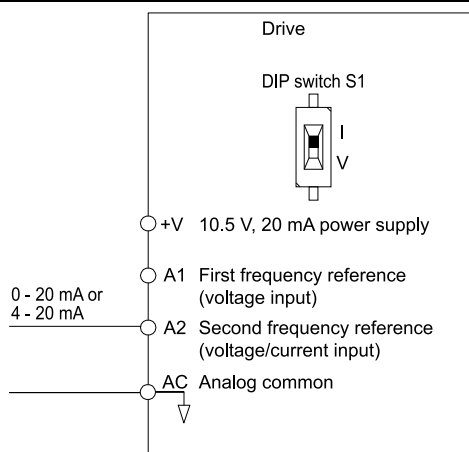 Drive
DIP switch S1
I
V
+V 10.5 V, 20 mA power supply
A1 First frequency reference
(voltage input)
0 - 20 mA or
4 - 20 mA
A2 Second frequency reference
(voltage/current input)
AC Analog common